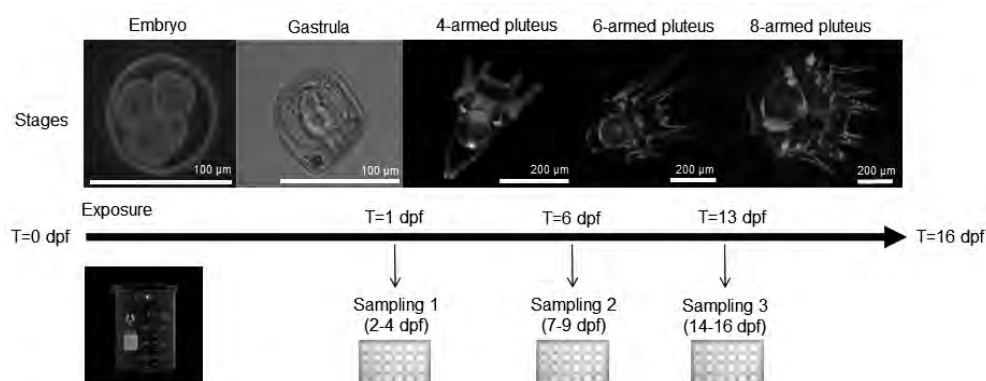 Embryo
Gastrula
4-armed pluteus
6-armed pluteus
8-armed pluteus
Stages
100 µm
100 µm
200 µm
200 µm
200 µm
Exposure
T=1 dpf
T=6 dpf
T=13 dpf
T=0 dpf
T=16 dpf
Sampling 1
(2-4 dpf)
Sampling 2
(7-9 dpf)
Sampling 3
(14-16 dpf)